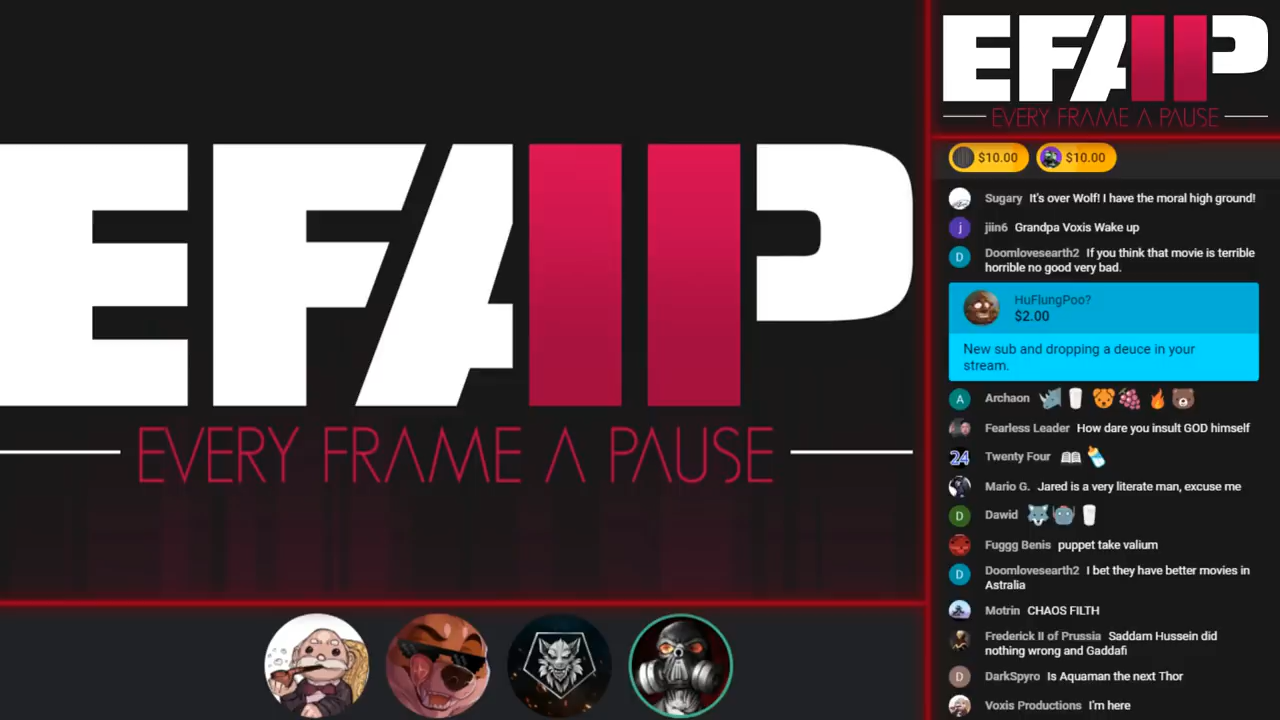 EFAP
EVERY FRAME A PAUSE
EFAP
EVERY FRAME A PAUSE
$10.00 $10.00
Sugary It's over Wolf! I have the moral high ground!
j jiin6 Grandpa Voxis Wake up
D Doomlovesearth2 If you think that movie is terrible
horrible no good very bad.
HuFlungPoo?
$2.00
New sub and dropping a deuce in your
stream.
A Archaon
Fearless Leader How dare you insult GOD himself
24 Twenty Four
Mario G. Jared is a very literate man, excuse me
D Dawid
Fuggg Benis puppet take valium
D Doomlovesearth2 I bet they have better movies in
Astralia
Motrin CHAOS FILTH
Frederick II of Prussia Saddam Hussein did
nothing wrong and Gaddafi
D DarkSpyro Is Aquaman the next Thor
Voxis Productions I'm here